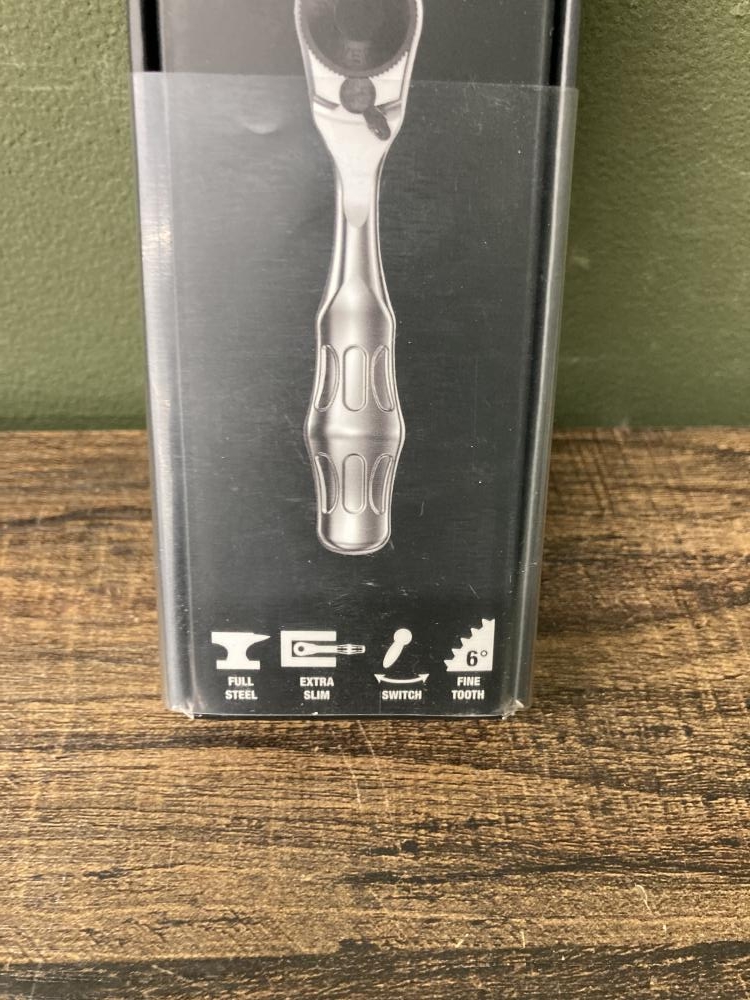 FULL
STEEL
EXTRA
SLIM
SWITCH
6°
FINE
TOOTH